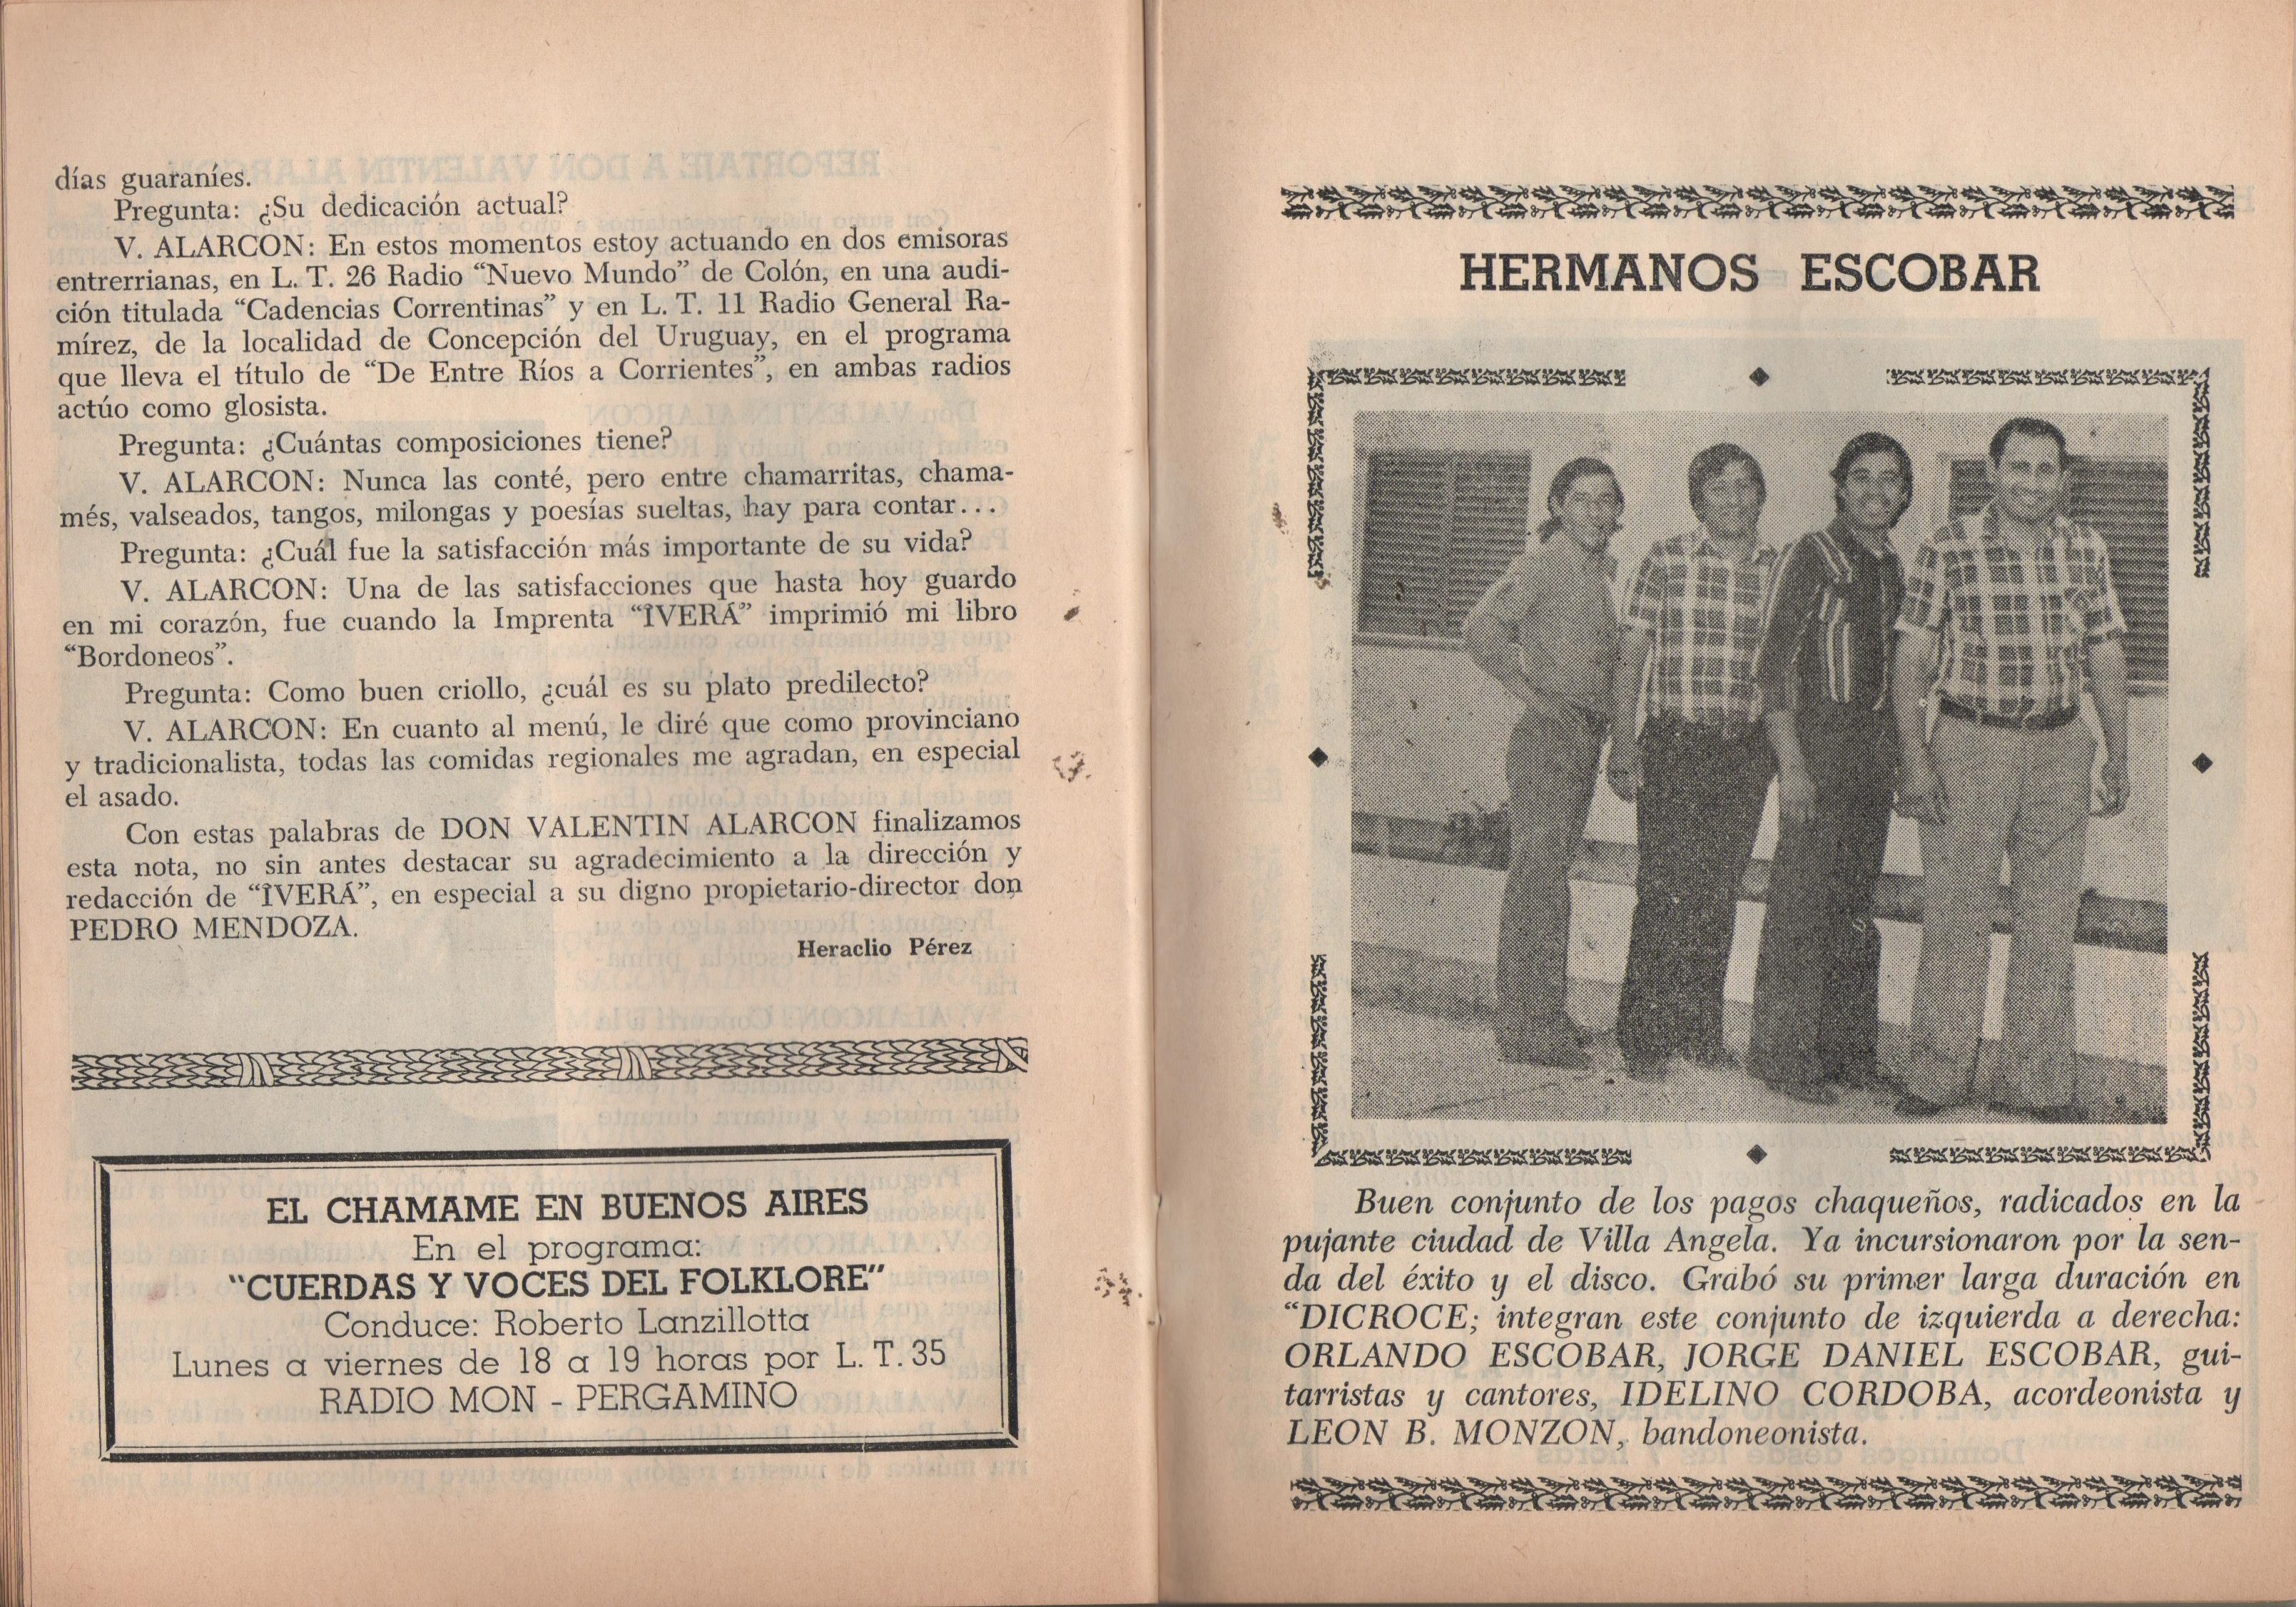 días guaraníes.
Pregunta: ¿Su dedicación actual?
V. ALARCON: En estos momentos estoy actuando en dos emisoras
entrerrianas, en L. T. 26 Radio “Nuevo Mundo” de Colón, en una audi-
ción titulada “Cadencias Correntinas” y en L. T. 11 Radio General Ra-
mírez, de la localidad de Concepción del Uruguay, en el programa
que lleva el título de “De Entre Ríos a Corrientes”, en ambas radios
actúo como glosista.
Pregunta: ¿Cuántas composiciones tiene?
V. ALARCON: Nunca las conté, pero entre chamarritas, chama-
més, valseados, tangos, milongas y poesías sueltas, hay para contar...
Pregunta: ¿Cuál fue la satisfacción más importante de su vida?
V. ALARCON: Una de las satisfacciones que hasta hoy guardo
en mi corazón, fue cuando la Imprenta “ÎVERÁ” imprimió mi libro
“Bordoneos”.
Pregunta: Como buen criollo, ¿cuál es su plato predilecto?
V. ALARCON: En cuanto al menú, le diré que como provinciano
y tradicionalista, todas las comidas regionales me agradan, en especial
el asado.
Con estas palabras de DON VALENTIN ALARCON finalizamos
esta nota, no sin antes destacar su agradecimiento a la dirección y
redacción de “ÎVERÁ”, en especial a su digno propietario-director don
PEDRO MENDOZA.
Heraclio Pérez
EL CHAMAME EN BUENOS AIRES
En el programa:
“CUERDAS Y VOCES DEL FOLKLORE”
Conduce: Roberto Lanzillotta
Lunes a viernes de 18 a 19 horas por L. T. 35
RADIO MON - PERGAMINO
HERMANOS ESCOBAR
Buen conjunto de los pagos chaqueños, radicados en la
pujante ciudad de Villa Angela. Ya incursionaron por la sen-
da del éxito y el disco. Grabó su primer larga duración en
“DICROCE; integran este conjunto de izquierda a derecha:
ORLANDO ESCOBAR, JORGE DANIEL ESCOBAR, gui-
tarristas y cantores, IDELINO CORDOBA, acordeonista y
LEON B. MONZON, bandoneonista.